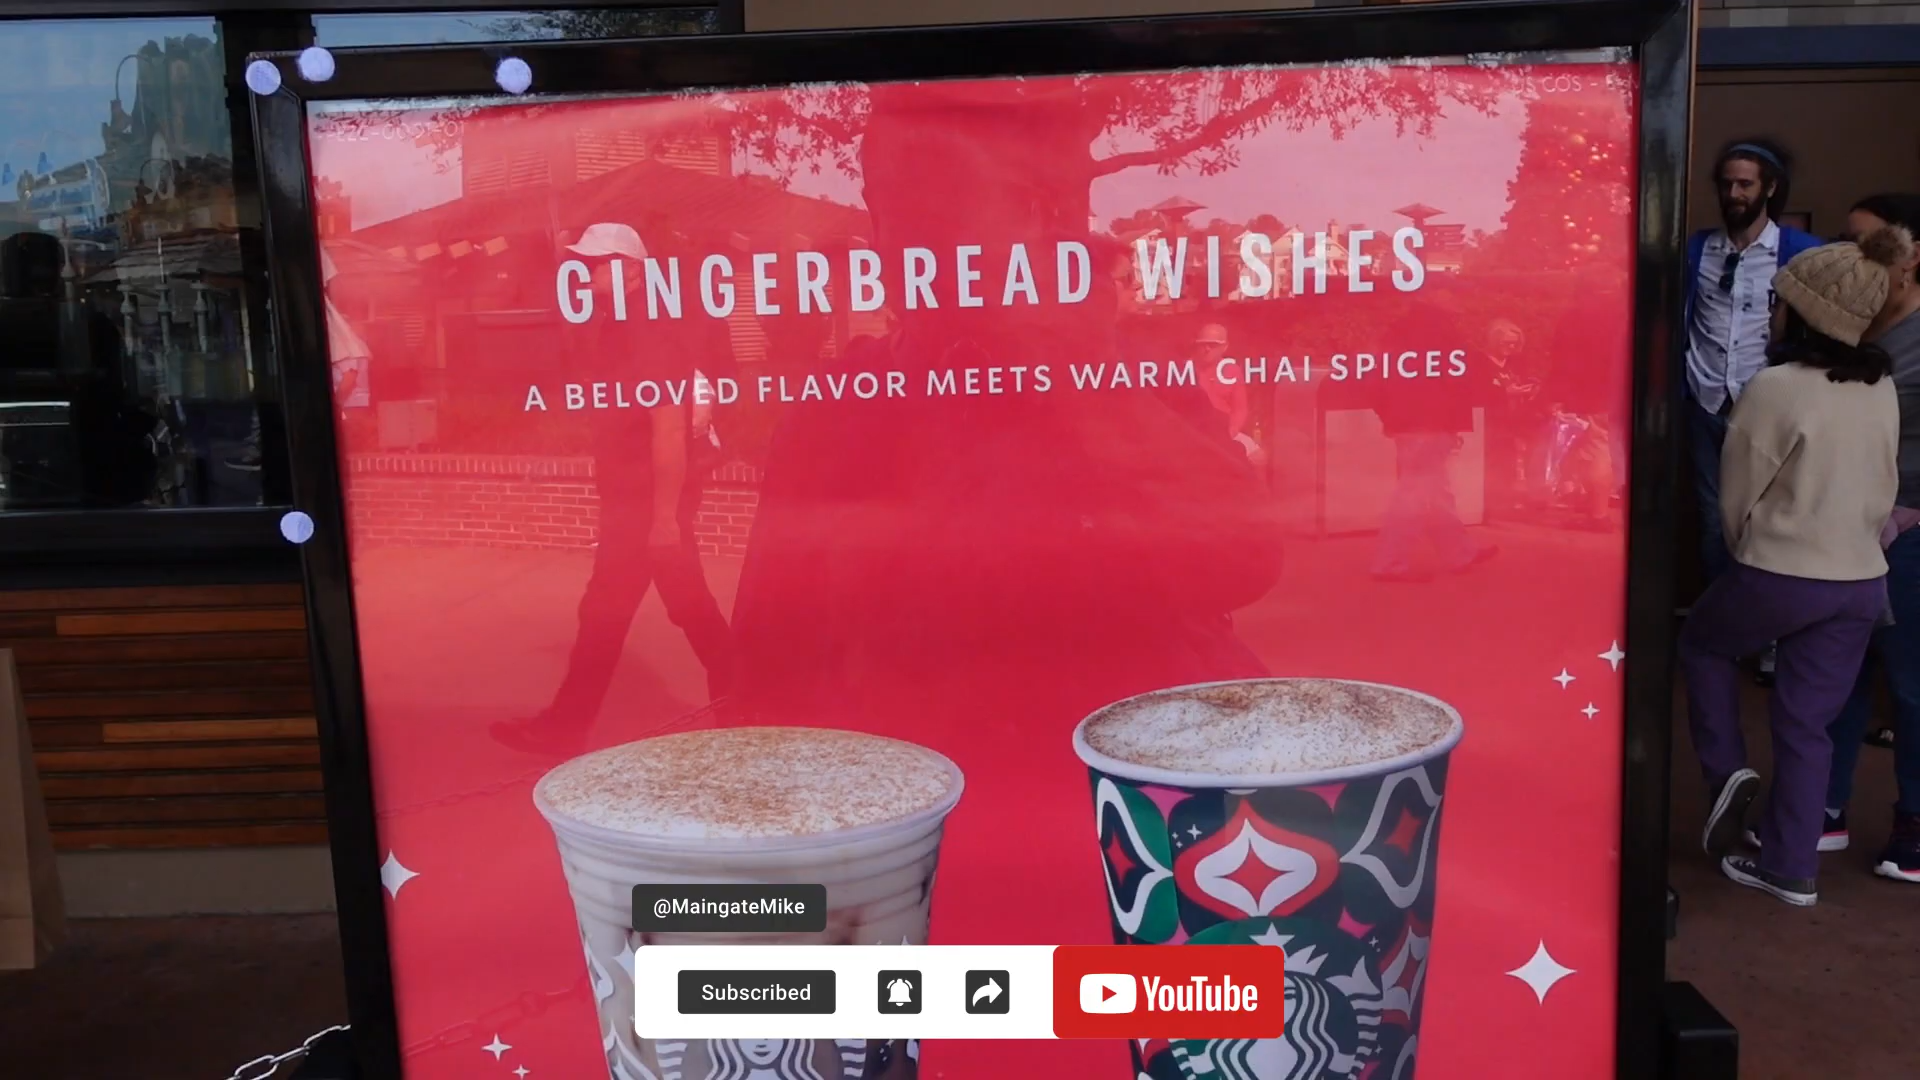 GINGERBREAD WISHES
A BELOVED FLAVOR MEETS WARM CHAI SPICES
@MaingateMike
Subscribed
YouTube